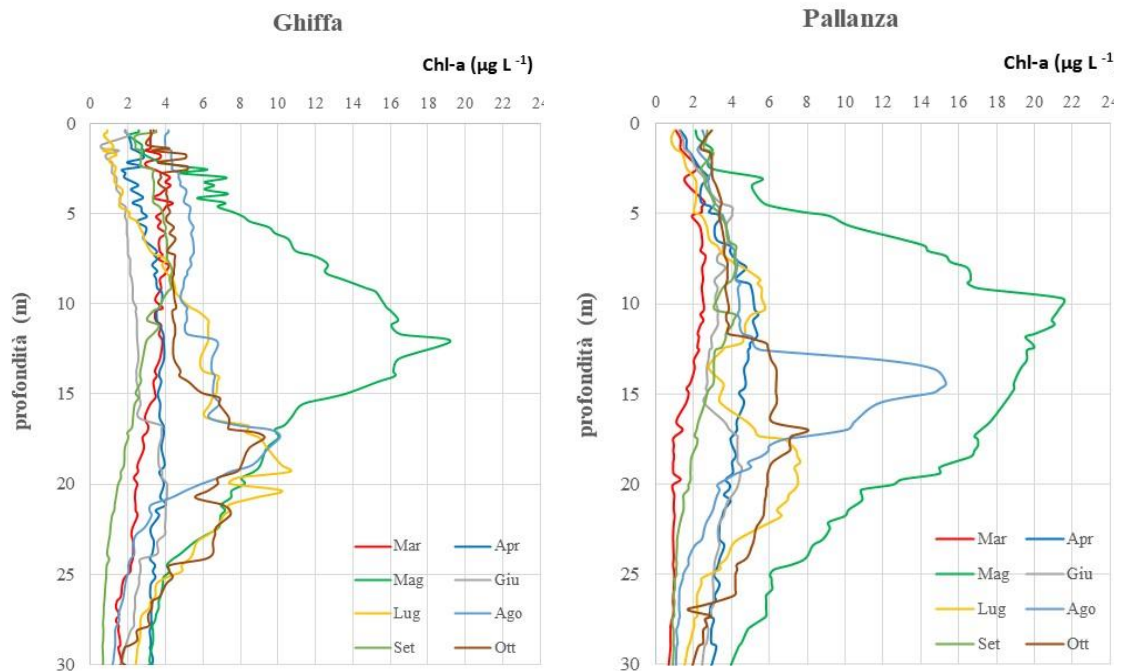 Ghiffa
Chl-a (µg L -1)
0 2 4 6 8 10 12 14 16 18 20 22 24
0
5
10
15
20
25
30
profondità (m)
Mar Apr
Mag Giu
Lug Ago
Set Ott
Pallanza
Chl-a (µg L -1
0 2 4 6 8 10 12 14 16 18 20 22 24
0
5
10
15
20
25
30
profondità (m)
Mar Apr
Mag Giu
Lug Ago
Set Ott